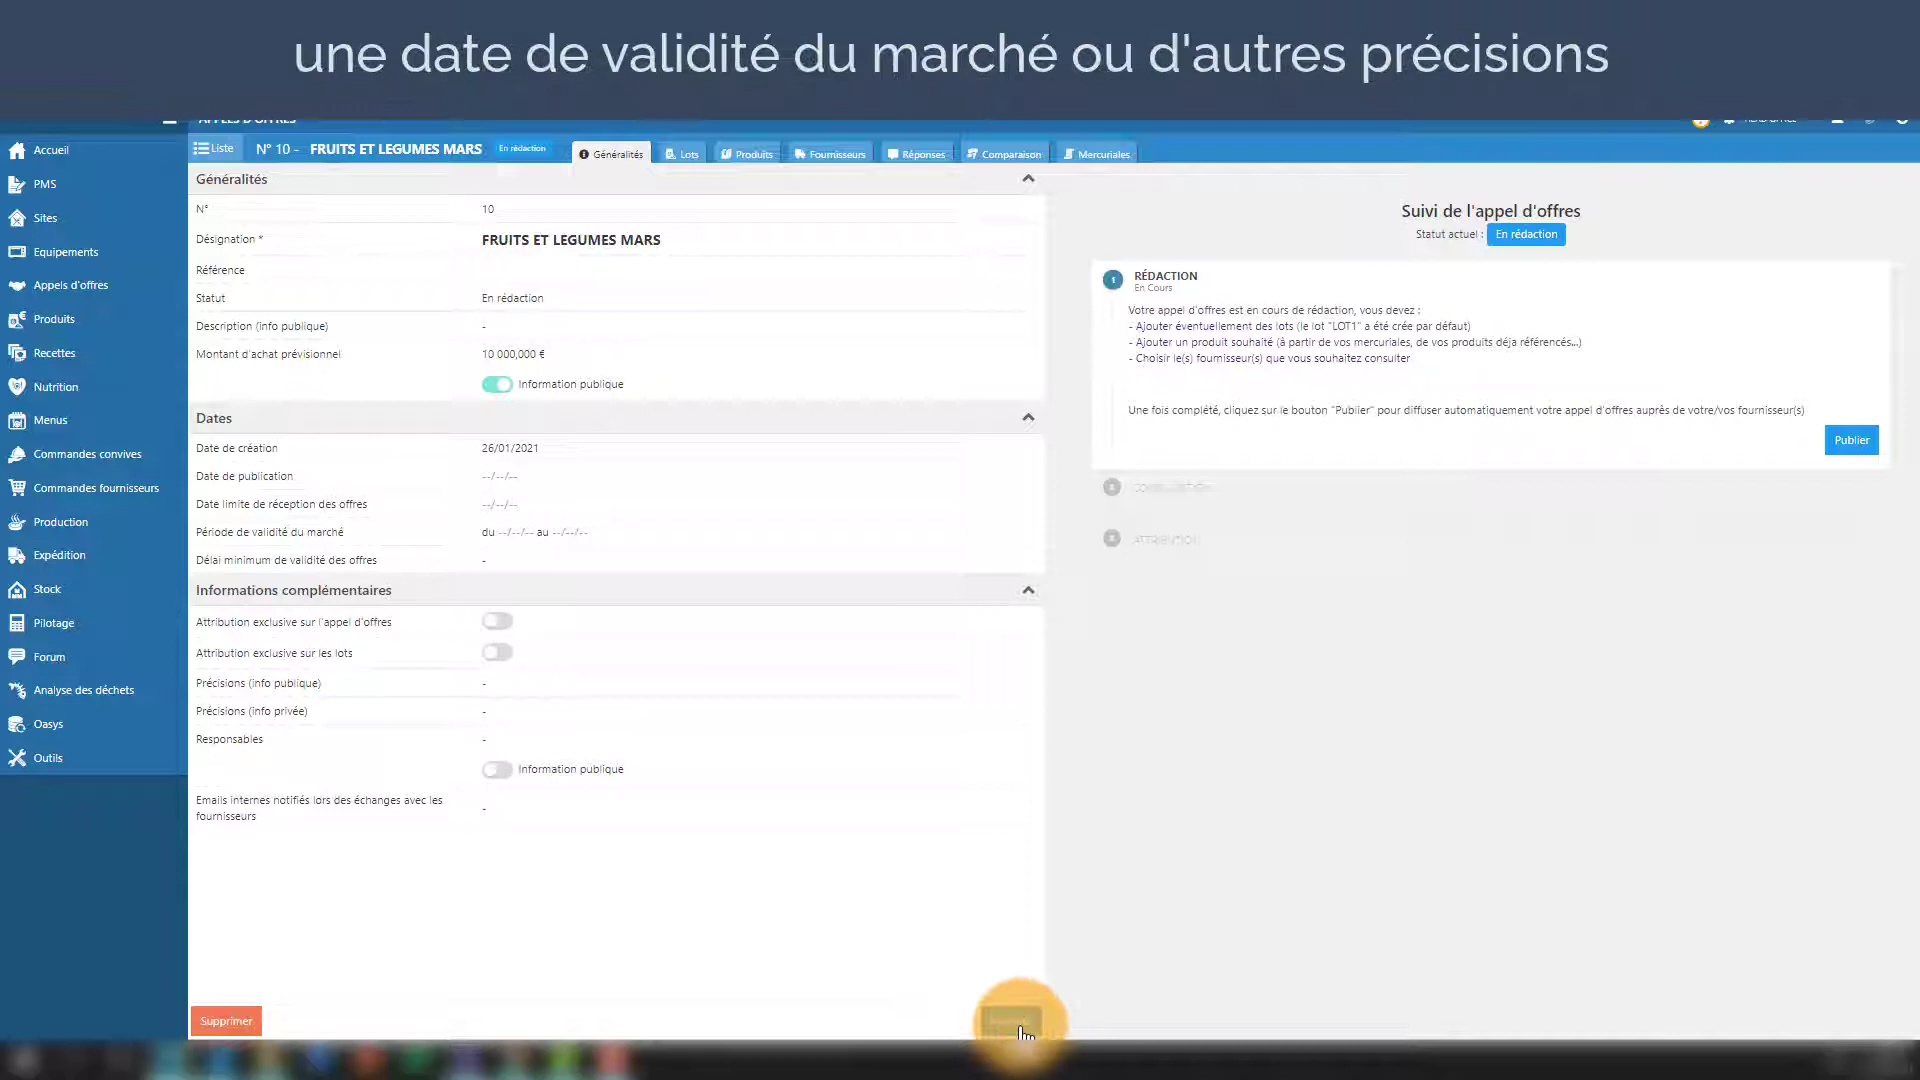 une date de validité du marché ou d'autres précisions
APPELS D'OFFRES
Liste
N° 10 - FRUITS ET LEGUMES MARS
En rédaction
Généralités
Lots
Produits
Fournisseurs
Réponses
Comparaison
Mercuriales
Accueil
PMS
Sites
Equipements
Appels d'offres
Produits
Recettes
Nutrition
Menus
Commandes convives
Commandes fournisseurs
Production
Expédition
Stock
Pilotage
Forum
Analyse des déchets
Oasys
Outils
Généralités
N° 10
Désignation * FRUITS ET LEGUMES MARS
Référence
Statut En rédaction
Description (info publique) -
Montant d'achat prévisionnel 10 000,000 €
Information publique
Dates
Date de création 26/01/2021
Date de publication --/--/--
Date limite de réception des offres --/--/--
Période de validité du marché du --/--/-- au --/--/--
Délai minimum de validité des offres -
Informations complémentaires
Attribution exclusive sur l'appel d'offres
Attribution exclusive sur les lots
Précisions (info publique) -
Précisions (info privée) -
Responsables -
Information publique
Emails internes notifiés lors des échanges avec les
fournisseurs -
Supprimer
Suivi de l'appel d'offres
Statut actuel : En rédaction
1 RÉDACTION
En Cours
Votre appel d'offres est en cours de rédaction, vous devez :
- Ajouter éventuellement des lots (le lot "LOT1" a été crée par défaut)
- Ajouter un produit souhaité (à partir de vos mercuriales, de vos produits déja référencés...)
- Choisir le(s) fournisseur(s) que vous souhaitez consulter
Une fois complété, cliquez sur le bouton "Publier" pour diffuser automatiquement votre appel d'offres auprès de votre/vos fournisseur(s)
Publier
ATTRIBUTION